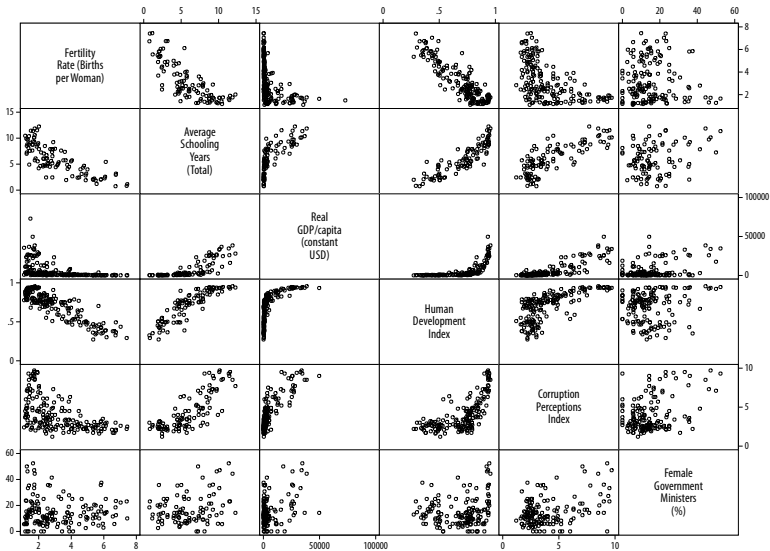 0 5 10 15 0 .5 1 0 20 40 60
Fertility
Rate (Births
per Woman)
8
6
4
2
15
10
5
0
Average
Schooling
Years
(Total)
Real
GDP/capita
(constant
USD)
100000
50000
0
1
.5
0
Human
Development
Index
Corruption
Perceptions
Index
10
5
0
60
40
20
0
Female
Government
Ministers
(%)
2 4 6 8 0 50000 100000 0 5 10